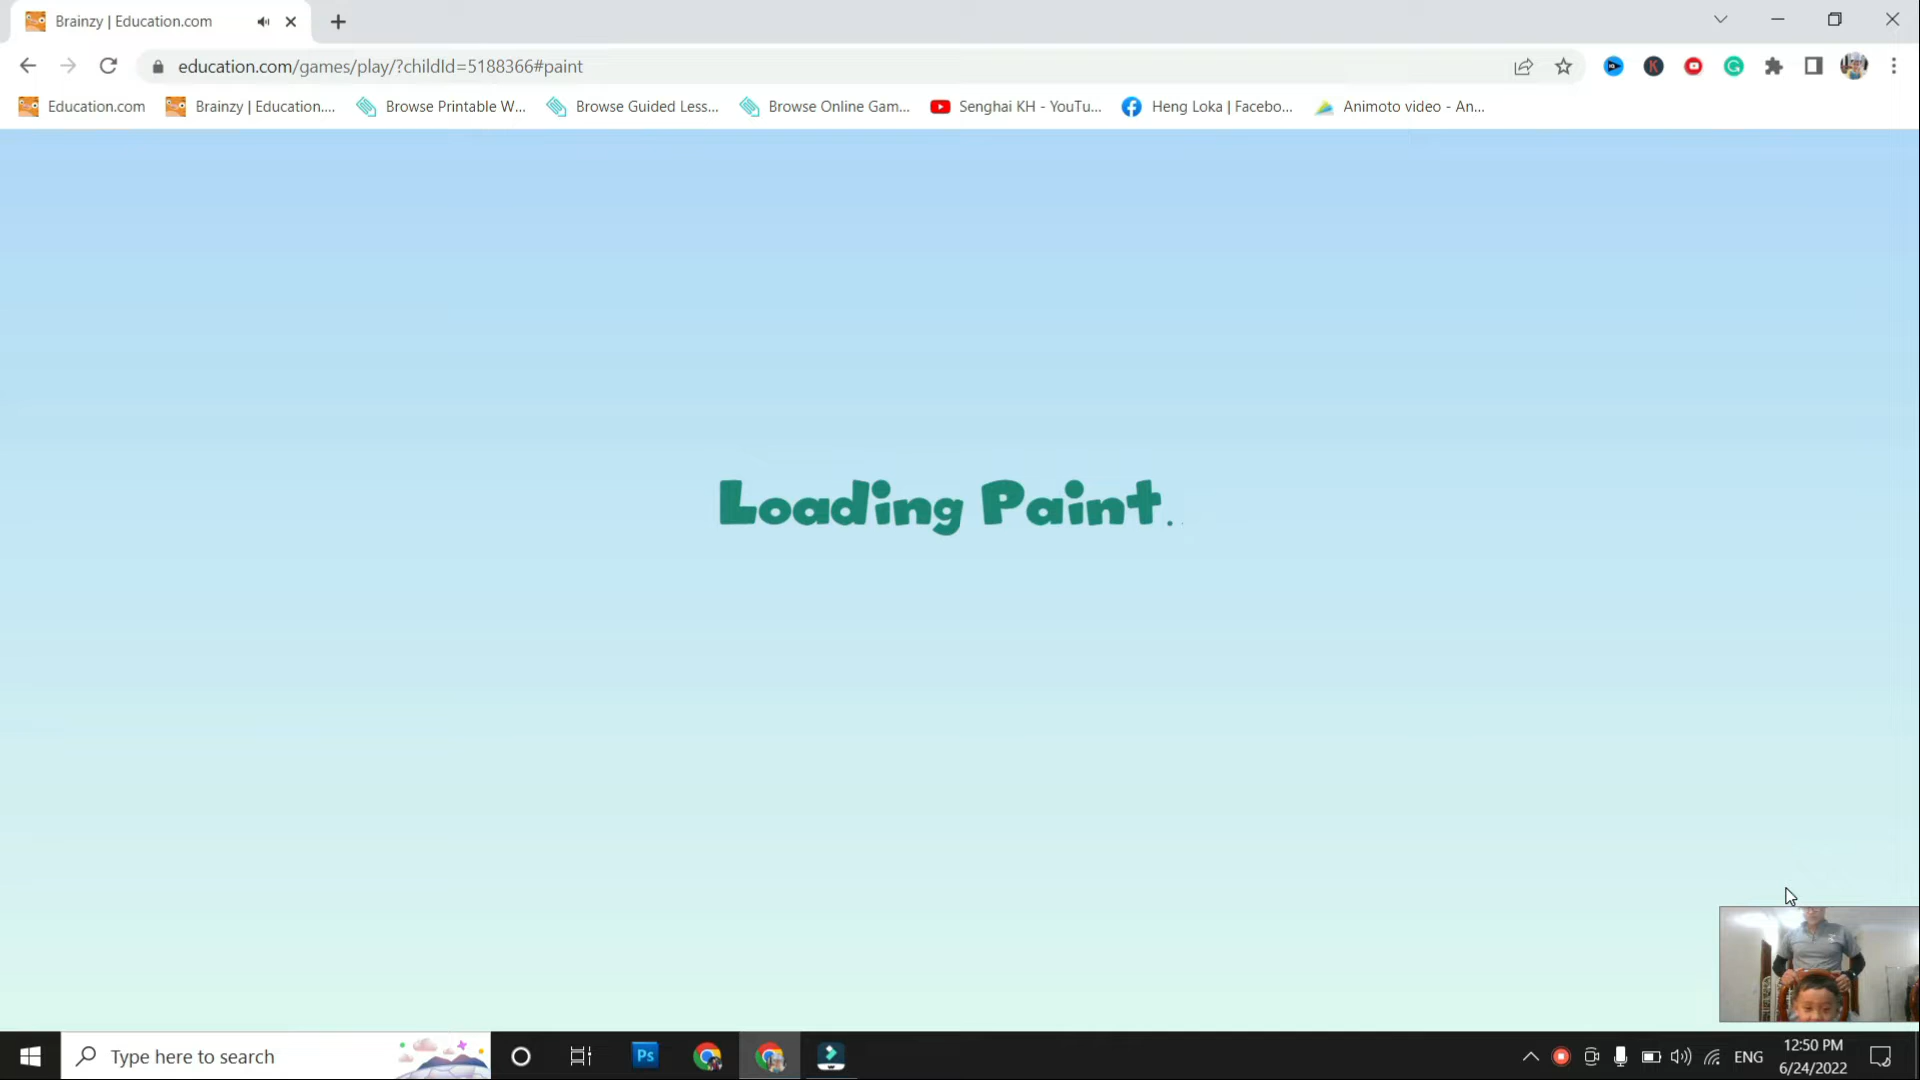 Brainzy | Education.com
education.com/games/play/?childId=5188366#paint
Education.com
Brainzy | Education....
Browse Printable W...
Browse Guided Less...
Browse Online Gam...
Senghai KH - YouTu...
Heng Loka | Facebo...
Animoto video - An...
Loading Paint..
Type here to search
Ps
ENG
12:50 PM
6/24/2022